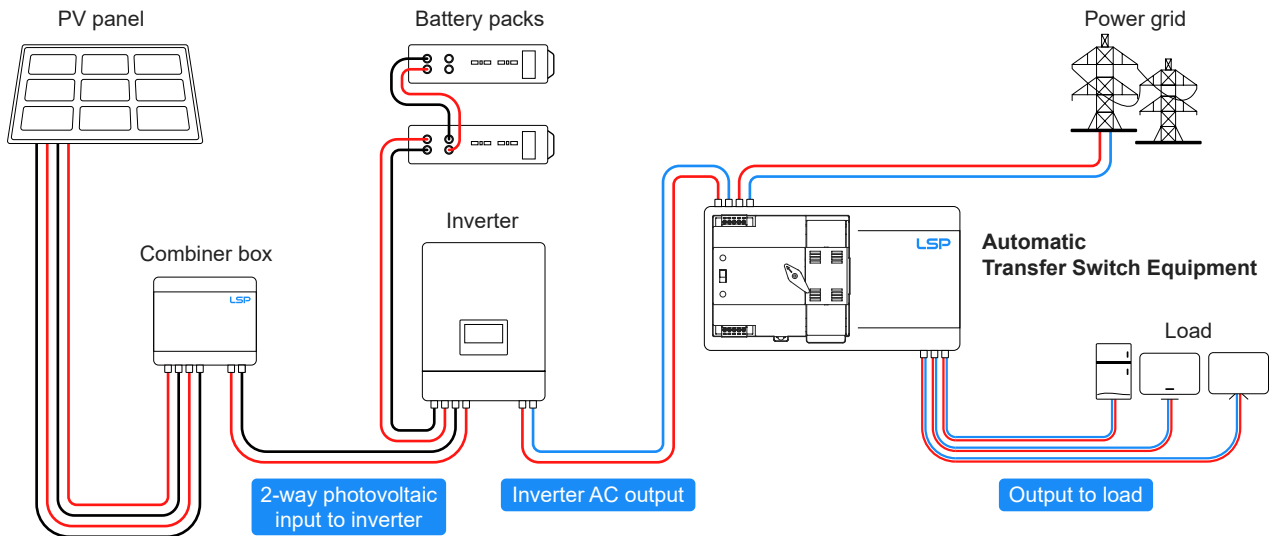 PV panel
Battery packs
Power grid
Inverter
Combiner box
LSP
LSP
Automatic
Transfer Switch Equipment
Load
2-way photovoltaic
input to inverter
Inverter AC output
Output to load